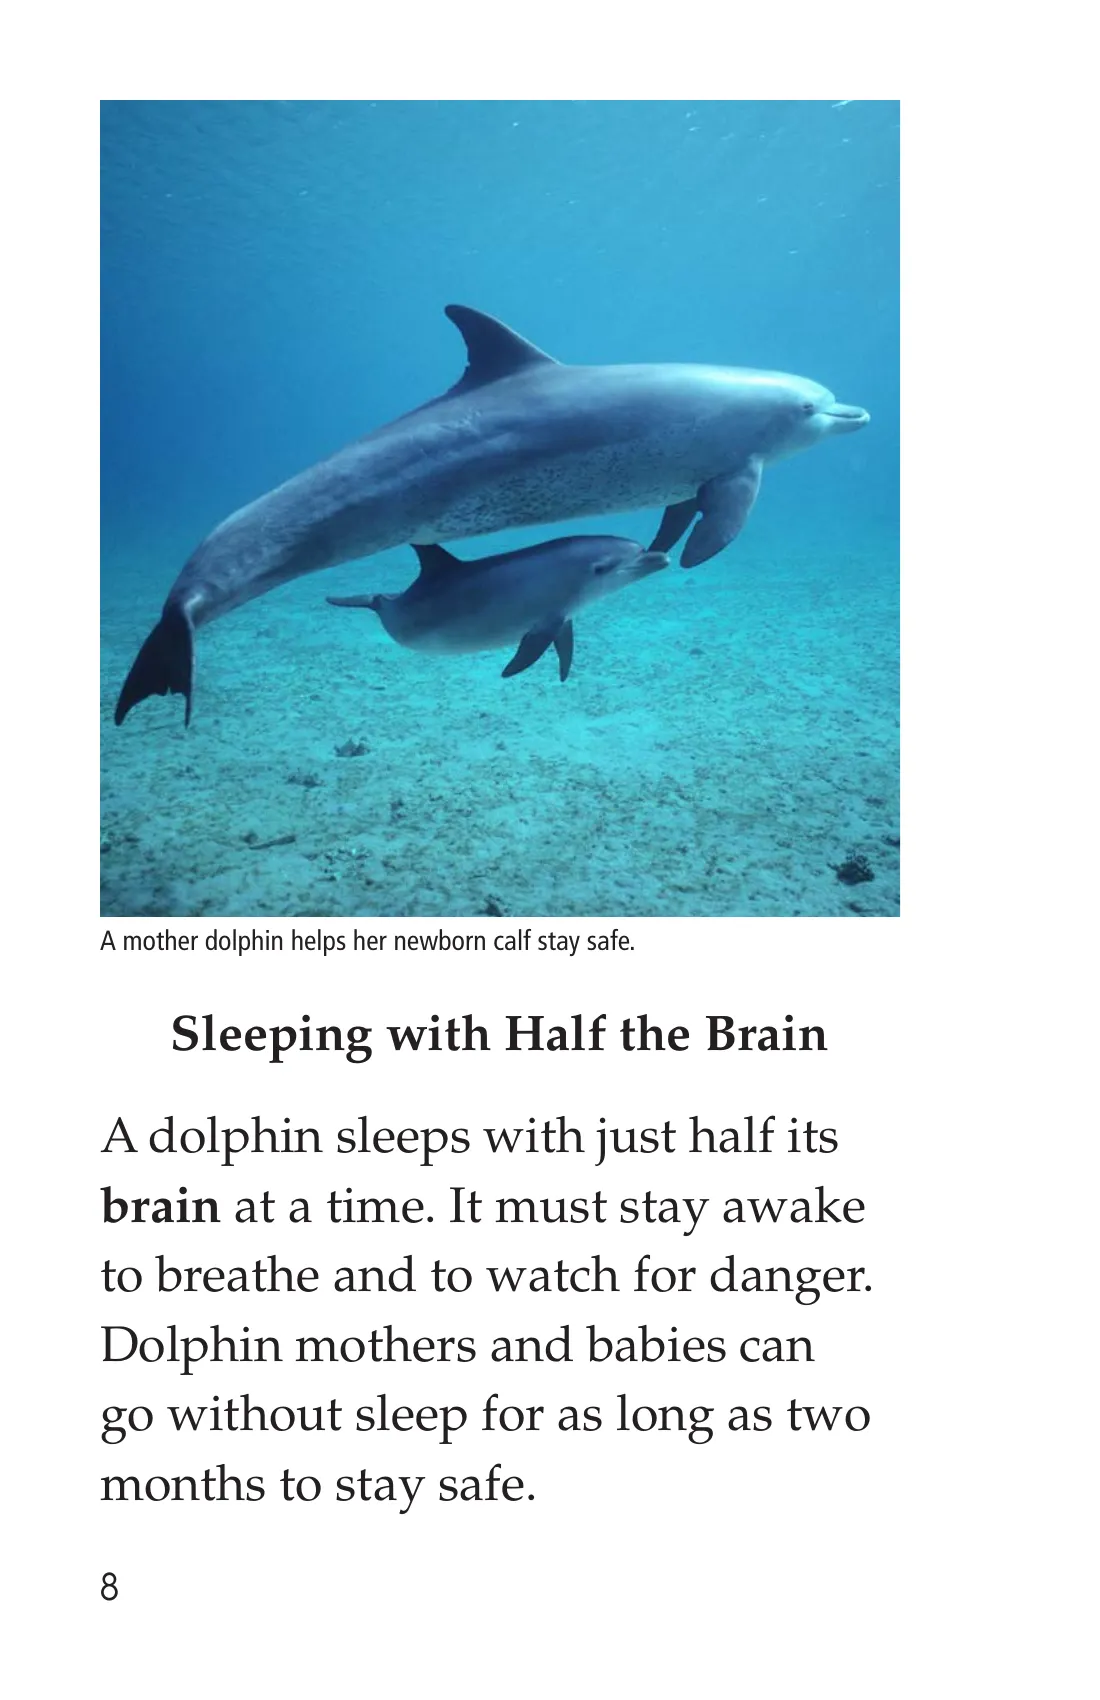 A mother dolphin helps her newborn calf stay safe.
Sleeping with Half the Brain
A dolphin sleeps with just half its
brain at a time. It must stay awake
to breathe and to watch for danger.
Dolphin mothers and babies can
go without sleep for as long as two
months to stay safe.
8